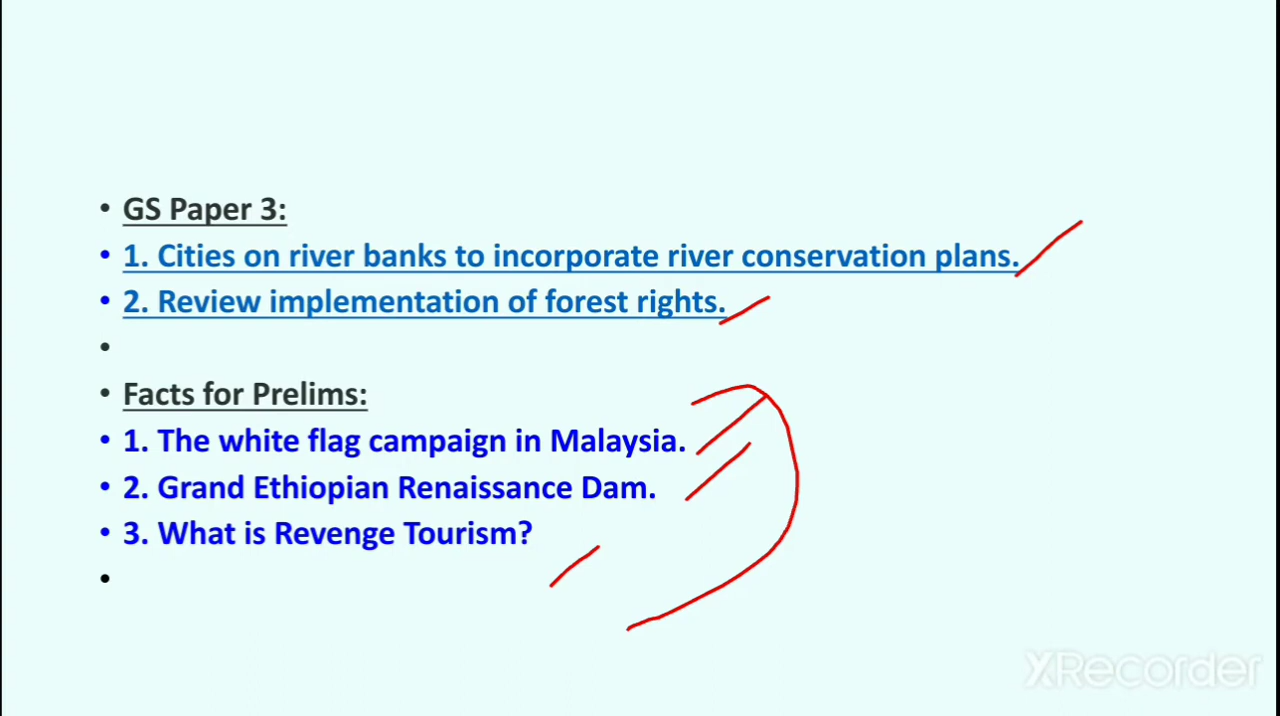 • GS Paper 3:
• 1. Cities on river banks to incorporate river conservation plans.
• 2. Review implementation of forest rights.
•
• Facts for Prelims:
• 1. The white flag campaign in Malaysia.
• 2. Grand Ethiopian Renaissance Dam.
• 3. What is Revenge Tourism?
•
XRecorder